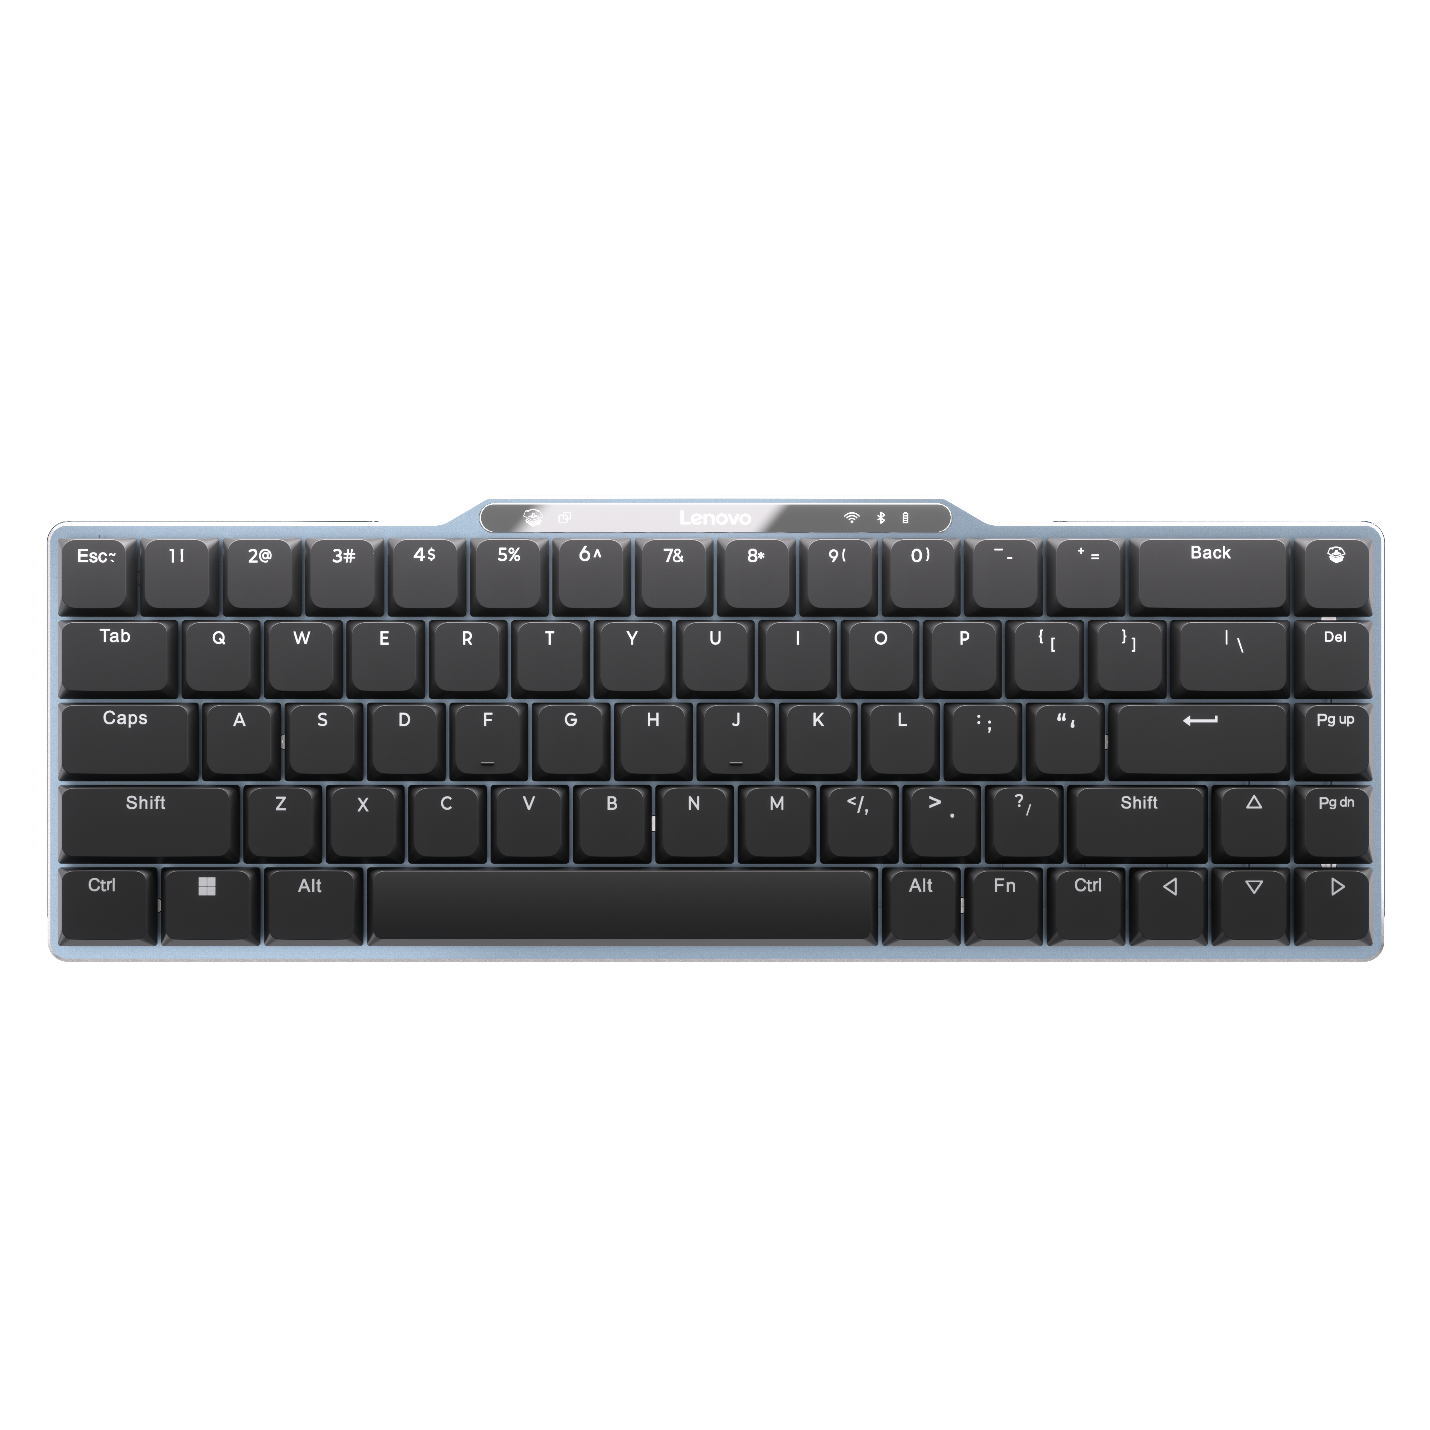 Lenovo
Esc~ 1! 2@ 3# 4$ 5% 6^ 7& 8* 9( 0) ‾ - + = Back
Tab Q W E R T Y U I O P { [ } ] | \ Del
Caps A S D F G H J K L : ; “ ‘ Pg up
Shift Z X C V B N M </, > . ? / Shift Pg dn
Ctrl Alt Alt Fn Ctrl